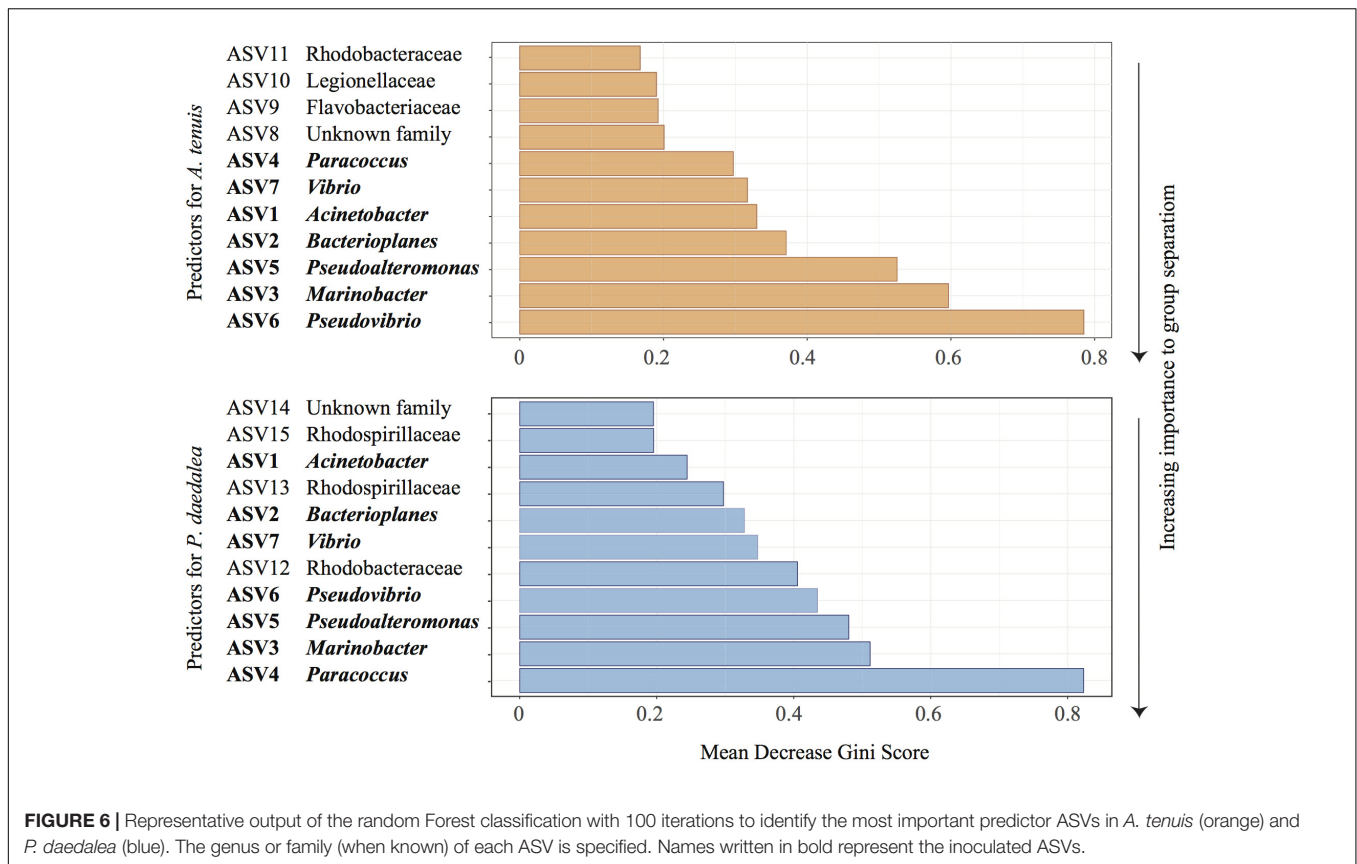 Predictors for A. tenuis
ASV11 Rhodobacteraceae
ASV10 Legionellaceae
ASV9 Flavobacteriaceae
ASV8 Unknown family
ASV4 Paracoccus
ASV7 Vibrio
ASV1 Acinetobacter
ASV2 Bacterioplanes
ASV5 Pseudoalteromonas
ASV3 Marinobacter
ASV6 Pseudovibrio
0 0.2 0.4 0.6 0.8
Predictors for P. daedalea
ASV14 Unknown family
ASV15 Rhodospirillaceae
ASV1 Acinetobacter
ASV13 Rhodospirillaceae
ASV2 Bacterioplanes
ASV7 Vibrio
ASV12 Rhodobacteraceae
ASV6 Pseudovibrio
ASV5 Pseudoalteromonas
ASV3 Marinobacter
ASV4 Paracoccus
0 0.2 0.4 0.6 0.8
Mean Decrease Gini Score
Increasing importance to group separatiom
FIGURE 6 | Representative output of the random Forest classification with 100 iterations to identify the most important predictor ASVs in A. tenuis (orange) and
P. daedalea (blue). The genus or family (when known) of each ASV is specified. Names written in bold represent the inoculated ASVs.